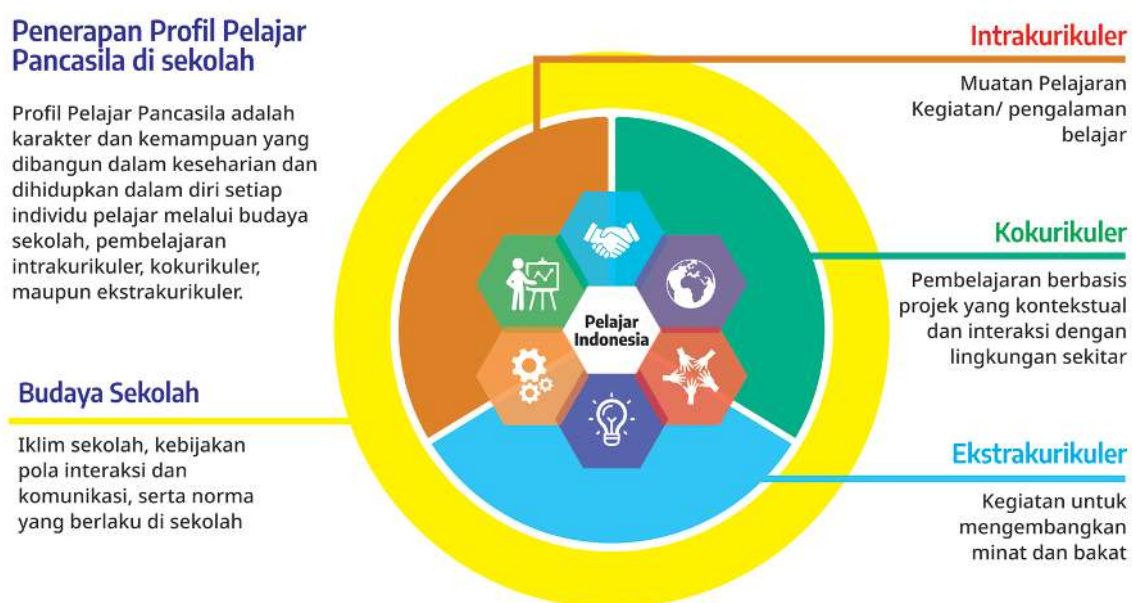 Penerapan Profil Pelajar
Pancasila di sekolah
Profil Pelajar Pancasila adalah
karakter dan kemampuan yang
dibangun dalam keseharian dan
dihidupkan dalam diri setiap
individu pelajar melalui budaya
sekolah, pembelajaran
intrakurikuler, kokurikuler,
maupun ekstrakurikuler.
Budaya Sekolah
Iklim sekolah, kebijakan
pola interaksi dan
komunikasi, serta norma
yang berlaku di sekolah
Pelajar
Indonesia
Intrakurikuler
Muatan Pelajaran
Kegiatan/ pengalaman
belajar
Kokurikuler
Pembelajaran berbasis
projek yang kontekstual
dan interaksi dengan
lingkungan sekitar
Ekstrakurikuler
Kegiatan untuk
mengembangkan
minat dan bakat